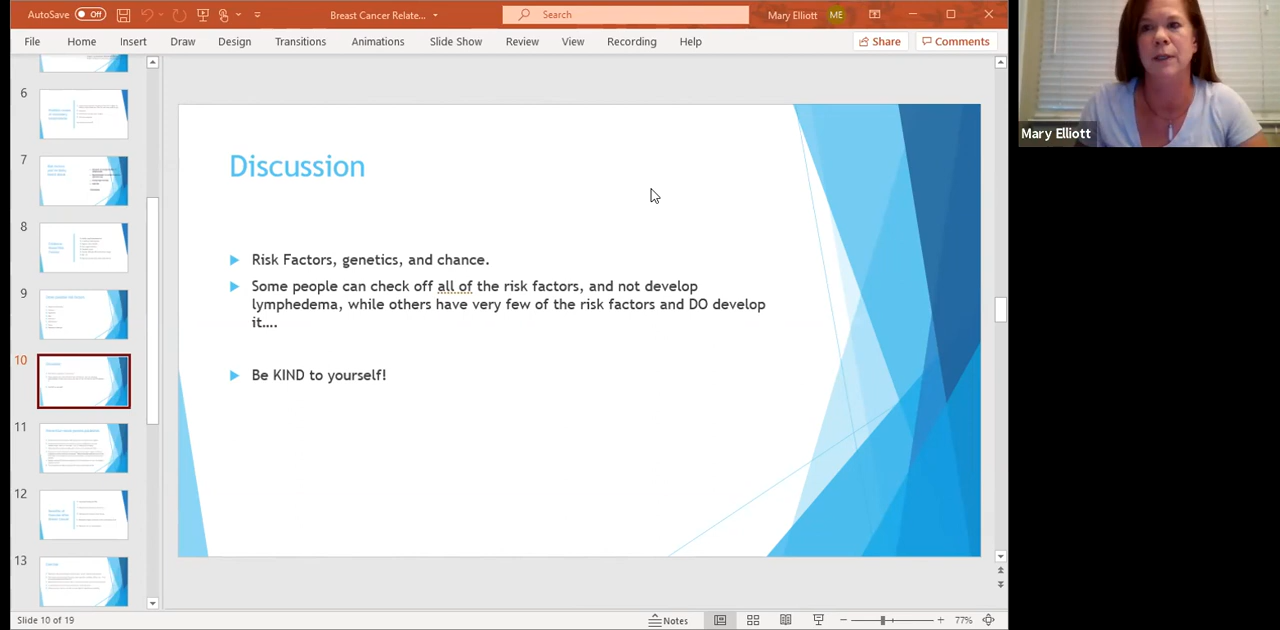 AutoSave Off Breast Cancer Relate... Search Mary Elliott ME
File Home Insert Draw Design Transitions Animations Slide Show Review View Recording Help Share Comments
6
7
8
9
10
11
12
13
Discussion
Risk Factors, genetics, and chance.
Some people can check off all of the risk factors, and not develop
lymphedema, while others have very few of the risk factors and DO develop
it....
Be KIND to yourself!
Mary Elliott
Slide 10 of 19 Notes 77%